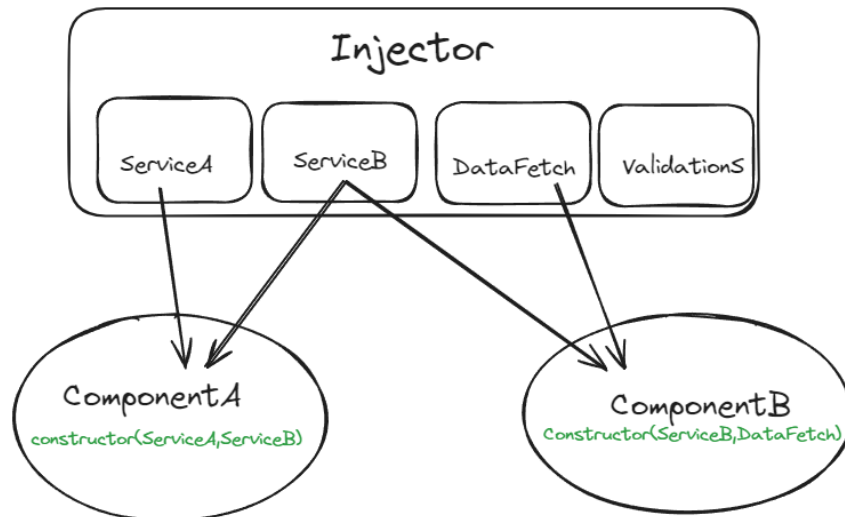 Injector
ServiceA
ServiceB
DataFetch
ValidationS
ComponentA
constructor(ServiceA,ServiceB)
ComponentB
Constructor(ServiceB,DataFetch)